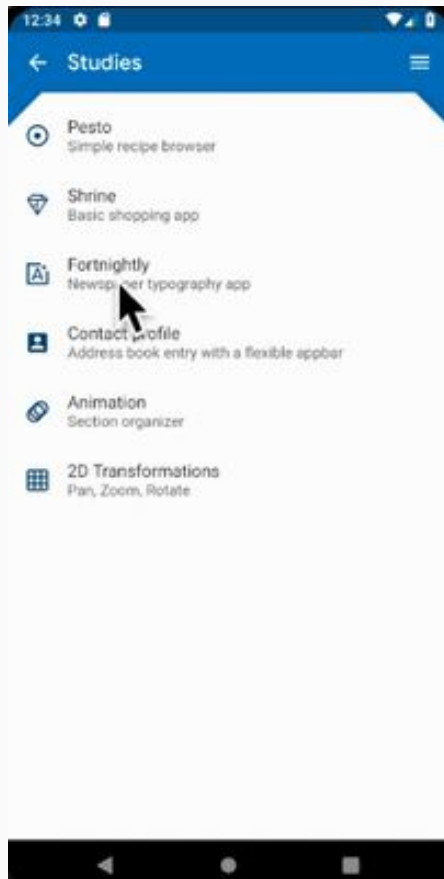 12:34
Studies
Pesto
Simple recipe browser
Shrine
Basic shopping app
Fortnightly
typography app
Contact
Address book entry with a flexible appbar
Animation
Section organizer
2D Transformations
Pan, Zoom, Rotate